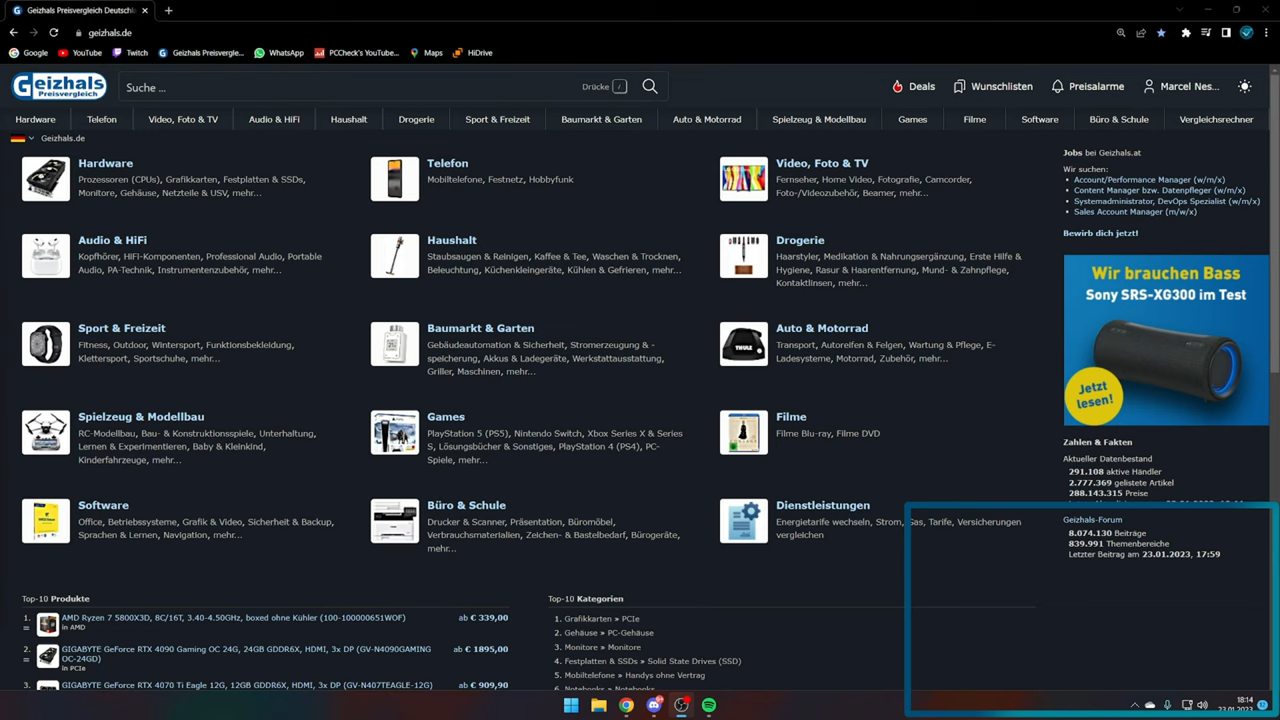 Geizhals Preisvergleich Deutschl
geizhals.de
Google YouTube Twitch Geizhals Preisvergle... WhatsApp PCCheck's YouTube... Maps HiDrive
Geizhals
Preisvergleich
Suche ... Drücke /
Deals Wunschlisten Preisalarme Marcel Nes...
Hardware Telefon Video, Foto & TV Audio & HiFi Haushalt Drogerie Sport & Freizeit Baumarkt & Garten Auto & Motorrad Spielzeug & Modellbau Games Filme Software Büro & Schule Vergleichsrechner
Geizhals.de
Hardware
Prozessoren (CPUs), Grafikkarten, Festplatten & SSDs,
Monitore, Gehäuse, Netzteile & USV, mehr...
Telefon
Mobiltelefone, Festnetz, Hobbyfunk
Video, Foto & TV
Fernseher, Home Video, Fotografie, Camcorder,
Foto-/Videozubehör, Beamer, mehr...
Audio & HiFi
Kopfhörer, HiFi-Komponenten, Professional Audio, Portable
Audio, PA-Technik, Instrumentenzubehör, mehr...
Haushalt
Staubsaugen & Reinigen, Kaffee & Tee, Waschen & Trocknen,
Beleuchtung, Küchenkleingeräte, Kühlen & Gefrieren, mehr...
Drogerie
Haarstyler, Medikation & Nahrungsergänzung, Erste Hilfe &
Hygiene, Rasur & Haarentfernung, Mund- & Zahnpflege,
Kontaktlinsen, mehr...
Sport & Freizeit
Fitness, Outdoor, Wintersport, Funktionsbekleidung,
Klettersport, Sportschuhe, mehr...
Baumarkt & Garten
Gebäudeautomation & Sicherheit, Stromerzeugung & -
speicherung, Akkus & Ladegeräte, Werkstattausstattung,
Griller, Maschinen, mehr...
Auto & Motorrad
Transport, Autoreifen & Felgen, Wartung & Pflege, E-
Ladesysteme, Motorrad, Zubehör, mehr...
THULE
Spielzeug & Modellbau
RC-Modellbau, Bau- & Konstruktionsspiele, Unterhaltung,
Lernen & Experimentieren, Baby & Kleinkind,
Kinderfahrzeuge, mehr...
Games
PlayStation 5 (PS5), Nintendo Switch, Xbox Series X & Series
S, Lösungsbücher & Sonstiges, PlayStation 4 (PS4), PC-
Spiele, mehr...
Filme
Filme Blu-ray, Filme DVD
Software
Office, Betriebssysteme, Grafik & Video, Sicherheit & Backup,
Sprachen & Lernen, Navigation, mehr...
Büro & Schule
Drucker & Scanner, Präsentation, Büromöbel,
Verbrauchsmaterialien, Zeichen- & Bastelbedarf, Bürogeräte,
mehr...
Dienstleistungen
Energietarife wechseln, Strom, Gas, Tarife, Versicherungen
vergleichen
Jobs bei Geizhals.at
Wir suchen:
Account/Performance Manager (w/m/x)
Content Manager bzw. Datenpfleger (w/m/x)
Systemadministrator, DevOps Spezialist (w/m/x)
Sales Account Manager (m/w/x)
Bewirb dich jetzt!
Wir brauchen Bass
Sony SRS-XG300 im Test
Jetzt
lesen!
Zahlen & Fakten
Aktueller Datenbestand
291.108 aktive Händler
2.777.369 gelistete Artikel
288.143.315 Preise
Geizhals-Forum
8.074.130 Beiträge
839.991 Themenbereiche
Letzter Beitrag am 23.01.2023, 17:59
Top-10 Produkte
1. AMD Ryzen 7 5800X3D, 8C/16T, 3.40-4.50GHz, boxed ohne Kühler (100-100000651WOF) ab € 339,00
= in AMD
2. GIGABYTE GeForce RTX 4090 Gaming OC 24G, 24GB GDDR6X, HDMI, 3x DP (GV-N4090GAMING ab € 1895,00
= OC-24GD)
in PCIe
3. GIGABYTE GeForce RTX 4070 Ti Eagle 12G, 12GB GDDR6X, HDMI, 3x DP (GV-N407TEAGLE-12G) ab € 909,90
Top-10 Kategorien
1. Grafikkarten » PCIe
2. Gehäuse » PC-Gehäuse
3. Monitore » Monitore
4. Festplatten & SSDs » Solid State Drives (SSD)
5. Mobiltelefone » Handys ohne Vertrag
6. Notebooks » Notebooks
18:14
23.01.2023